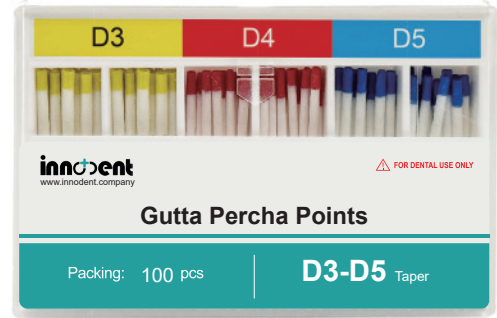 D3 D4 D5
innodent
www.innodent.company
FOR DENTAL USE ONLY
Gutta Percha Points
Packing: 100 pcs
D3-D5 Taper